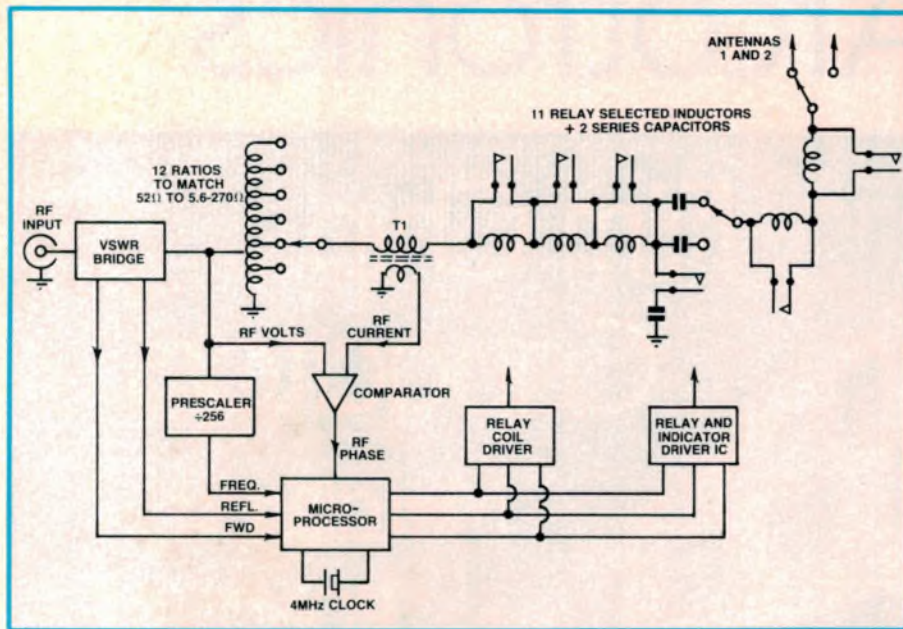 ANTENNAS
1 AND 2
11 RELAY SELECTED INDUCTORS
+ 2 SERIES CAPACITORS
12 RATIOS
TO MATCH
52Ω TO 5.6-270Ω
RF
INPUT
VSWR
BRIDGE
T1
RF VOLTS
RF
CURRENT
COMPARATOR
PRESCALER
÷256
RF
PHASE
RELAY
COIL
DRIVER
RELAY AND
INDICATOR
DRIVER IC
FREQ.
REFL.
FWD
MICRO-
PROCESSOR
4MHz CLOCK